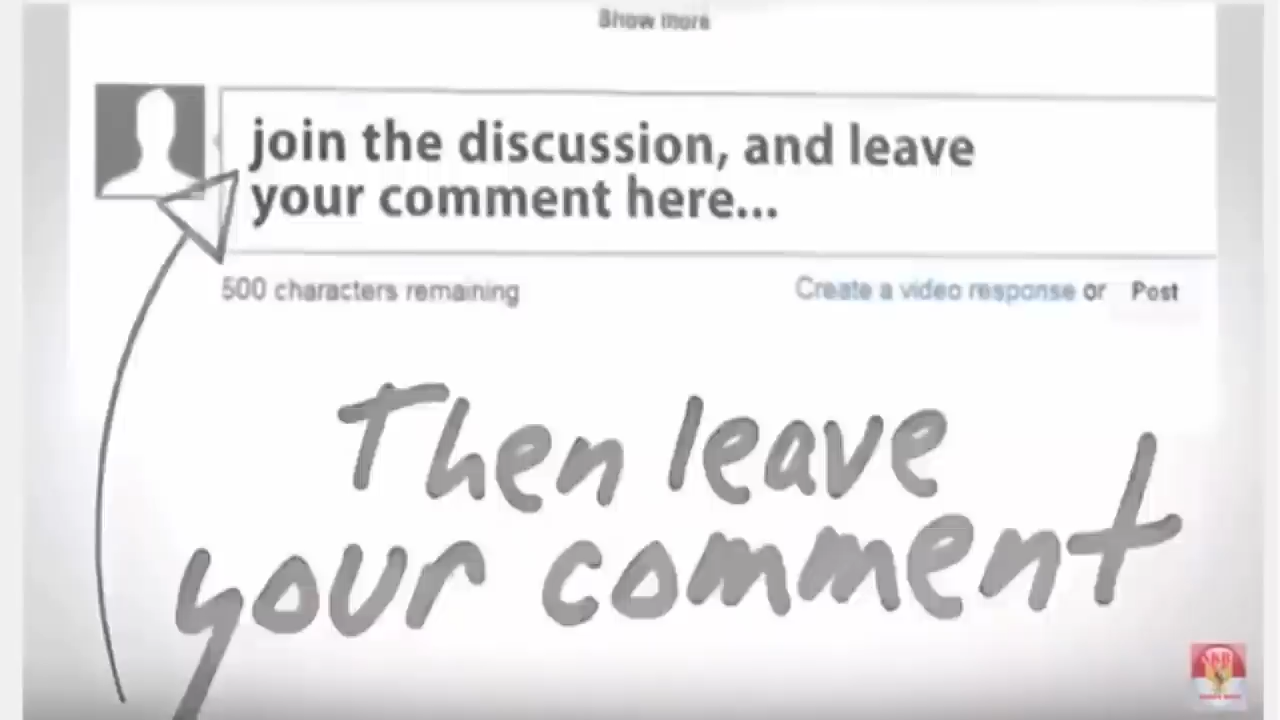 Show more
join the discussion, and leave
your comment here...
500 characters remaining
Create a video response or Post
Then leave
your comment